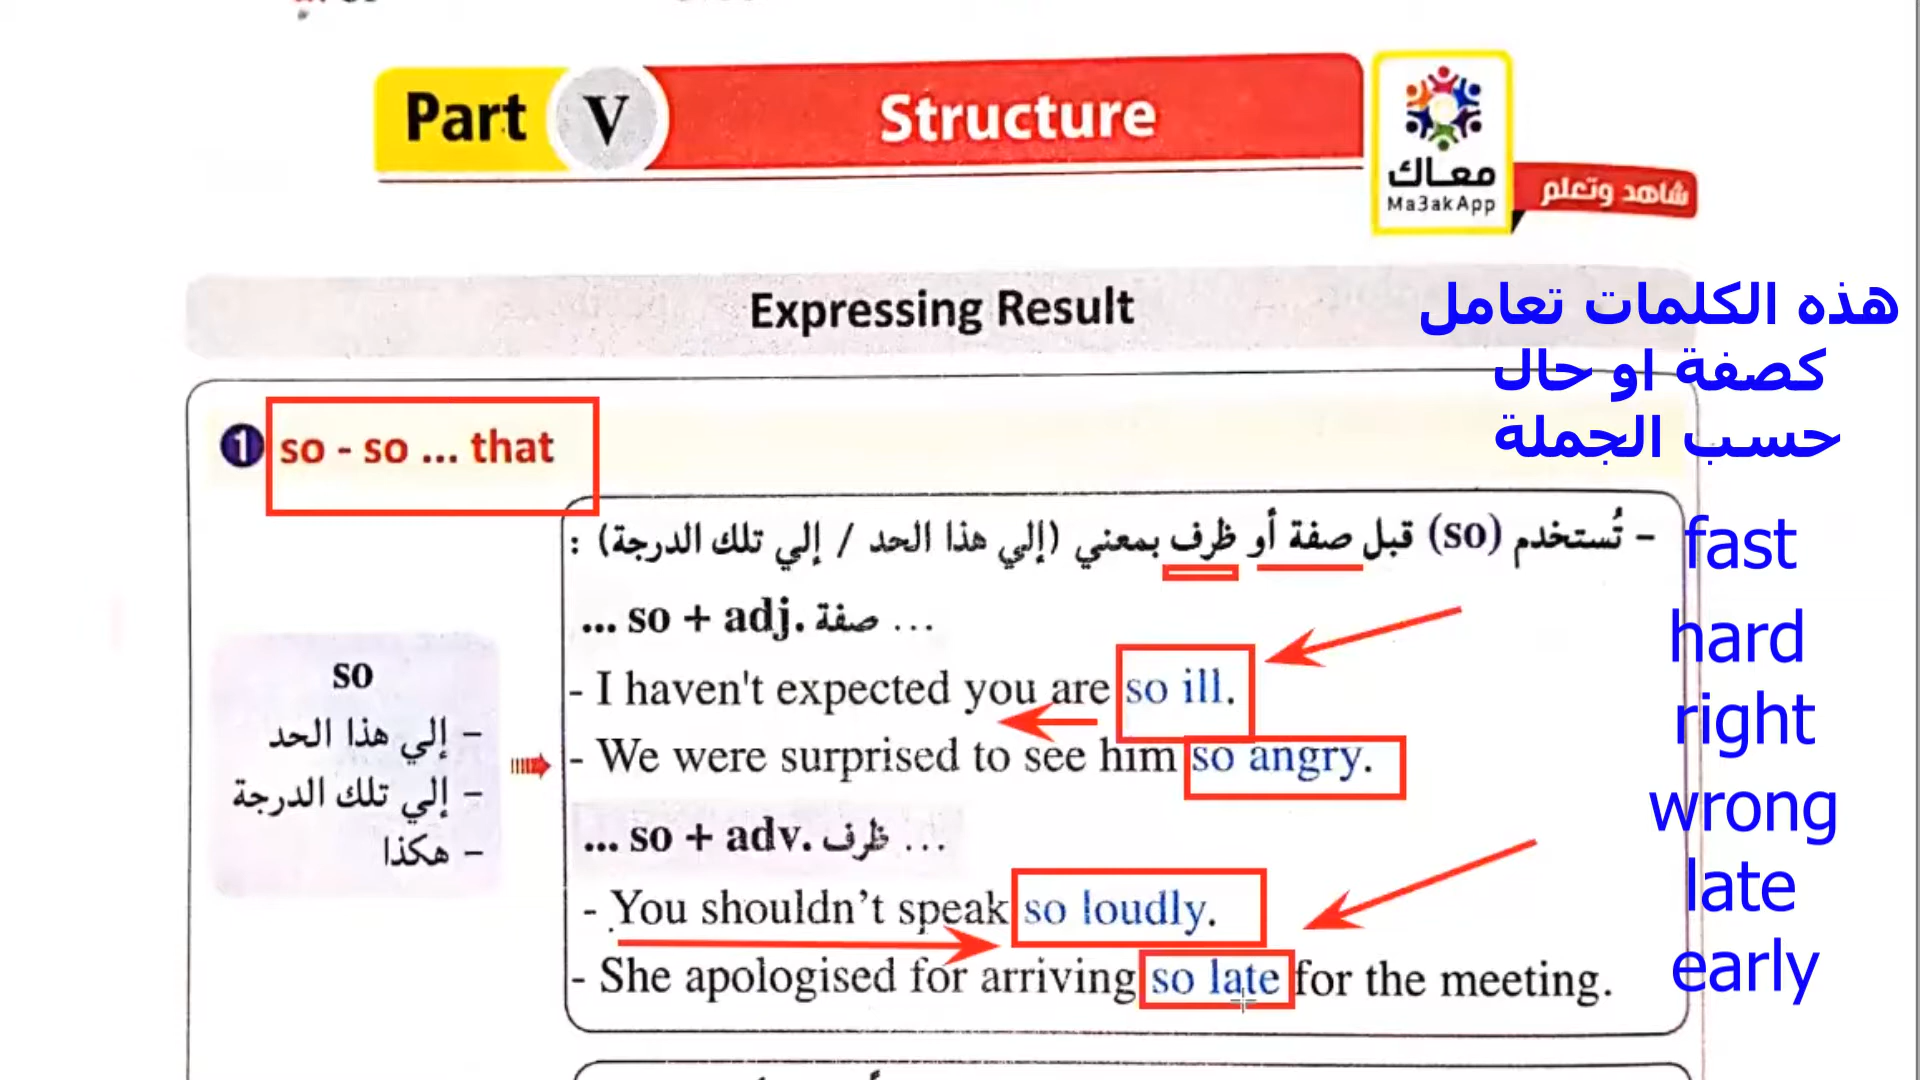 Part V Structure
معاك
Ma3akApp
شاهد وتعلم
Expressing Result
هذه الكلمات تعامل
كصفة او حال
حسب الجملة
1 so - so ... that
– تُستخدم (so) قبل صفة أو ظرف بمعني (إلي هذا الحد / إلي تلك الدرجة) :
... so + adj. صفة ...
- I haven't expected you are so ill.
- We were surprised to see him so angry.
... so + adv. ظرف ...
- You shouldn't speak so loudly.
- She apologised for arriving so late for the meeting.
so
– إلي هذا الحد
– إلي تلك الدرجة
– هكذا
fast
hard
right
wrong
late
early